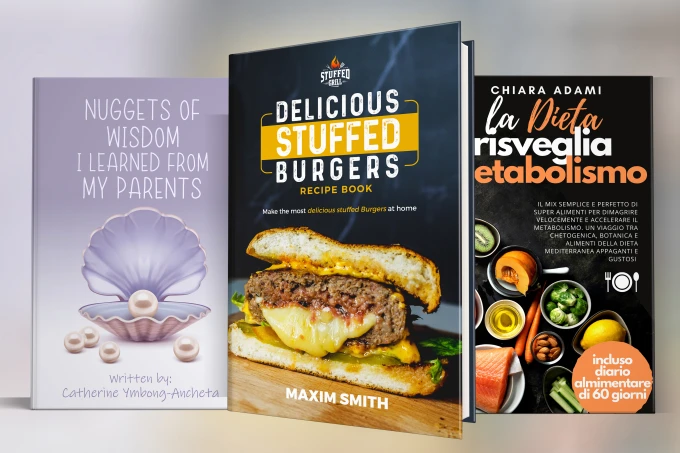 NUGGETS OF
WISDOM
I LEARNED FROM
MY PARENTS
Written by:
Catherine Ymbong-Ancheta
STUFFED
GRILL
DELICIOUS
STUFFED
BURGERS
RECIPE BOOK
Make the most delicious stuffed Burgers at home
MAXIM SMITH
CHIARA ADAMI
la Dieta
risveglia
etabolismo
IL MIX SEMPLICE E PERFETTO DI
SUPER ALIMENTI PER DIMAGRIRE
VELOCEMENTE E ACCELERARE IL
METABOLISMO. UN VIAGGIO TRA
CHETOGENICA, BOTANICA E
ALIMENTI DELLA DIETA
MEDITERRANEA APPAGANTI E
GUSTOSI!
incluso
diario
almimentare
di 60 giorni